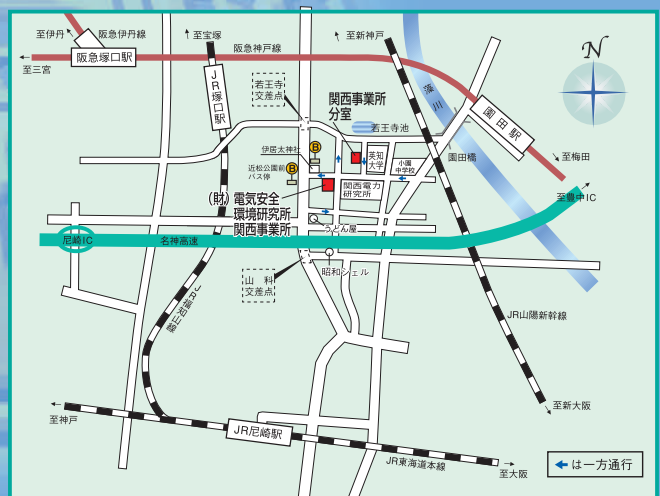 至伊丹
阪急伊丹線
至宝塚
至新神戸
N
阪急塚口駅
阪急神戸線
至三宮
JR塚口駅
若王寺
交差点
関西事業所
分室
藻川
園田駅
若王寺池
園田橋
至梅田
伊居太神社
B
英知
大学
小園
中学校
近松公園前
バス停
B
関西電力
研究所
至豊中IC
(財)電気安全
環境研究所
関西事業所
うどん屋
尼崎IC
名神高速
昭和シェル
山科
交差点
JR福知山線
JR山陽新幹線
至新大阪
至神戸
JR尼崎駅
JR東海道本線
至大阪
は一方通行